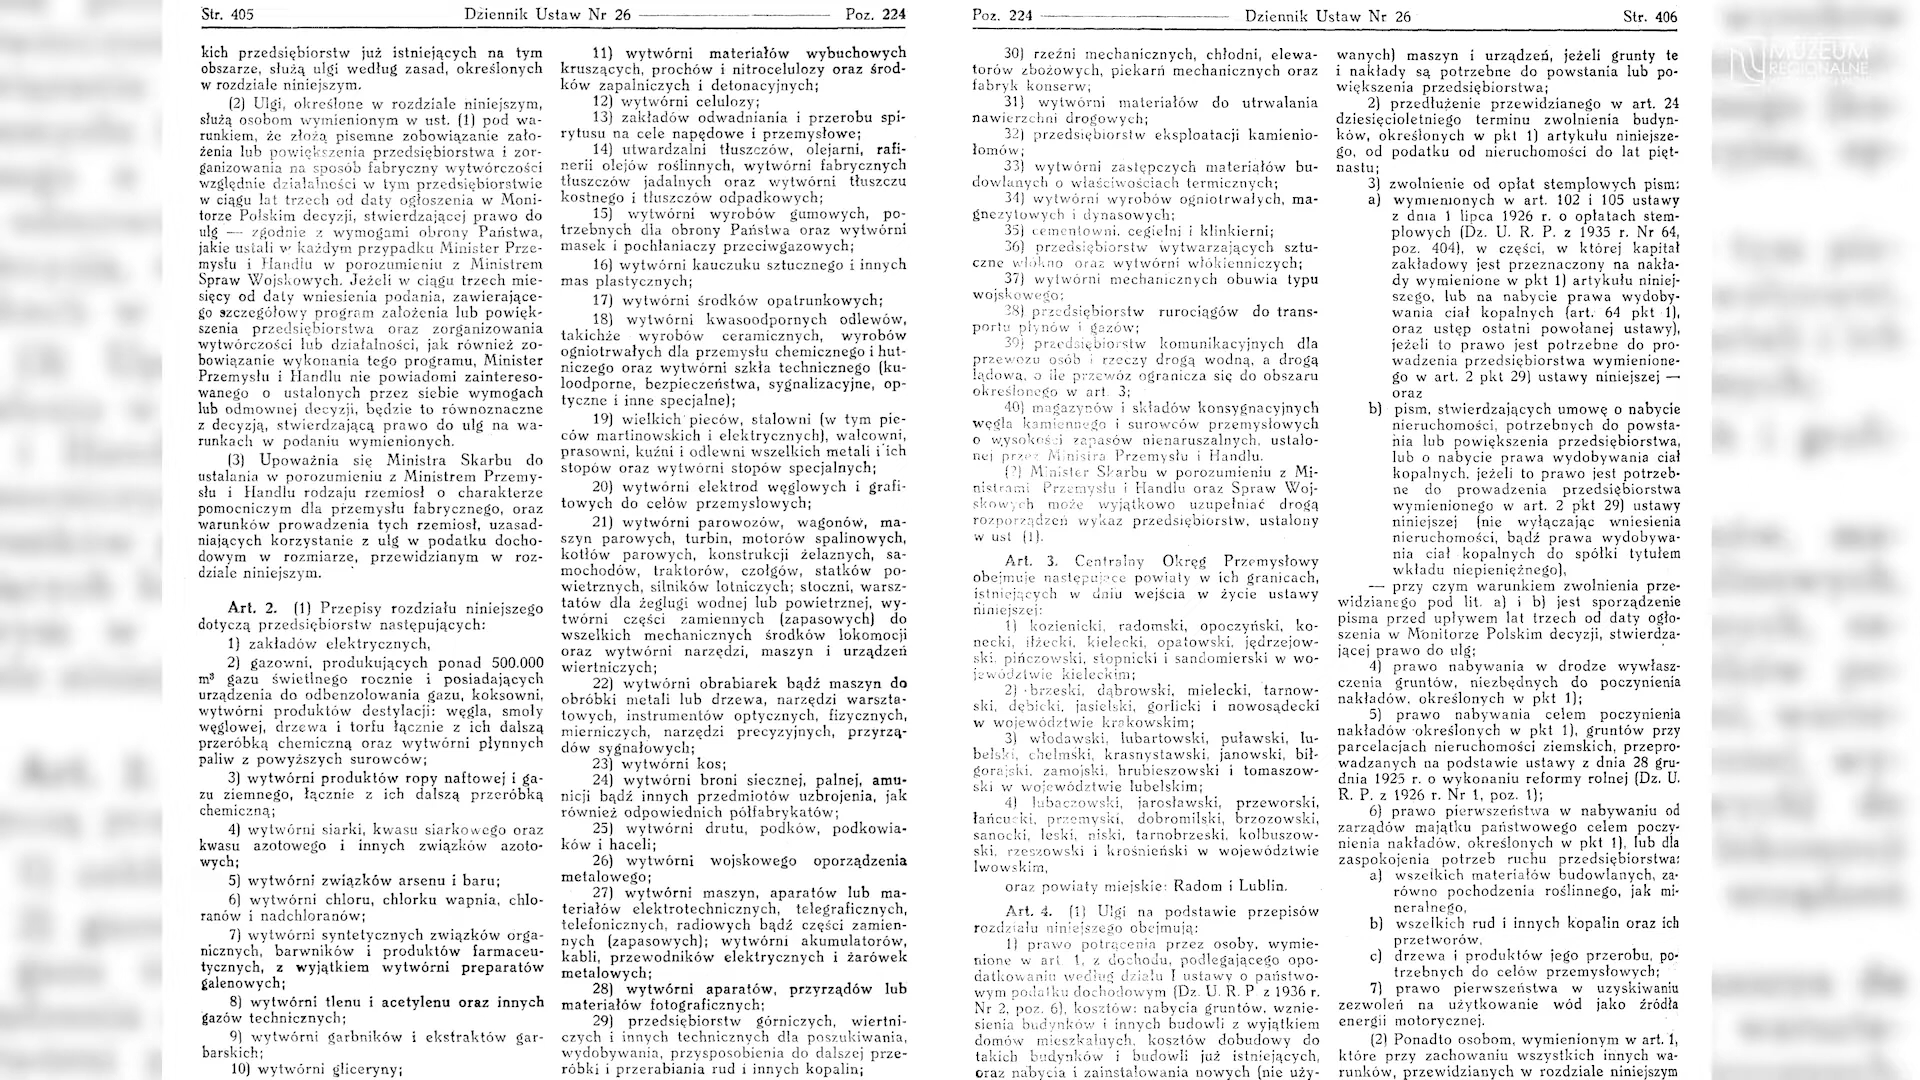 Str. 405 Dziennik Ustaw Nr 26 Poz. 224
kich przedsiębiorstw już istniejących na tym
obszarze, służą ulgi według zasad, określonych
w rozdziale niniejszym.
(2) Ulgi, określone w rozdziale niniejszym,
służą osobom wymienionym w ust. (1) pod wa-
runkiem, że złożą pisemne zobowiązanie zało-
żenia lub powiększenia przedsiębiorstwa i zor-
ganizowania na sposób fabryczny wytwórczości
względnie działalności w tym przedsiębiorstwie
w ciągu lat trzech od daty ogłoszenia w Moni-
torze Polskim decyzji, stwierdzającej prawo do
ulg — zgodnie z wymogami obrony Państwa,
jakie ustali w każdym przypadku Minister Prze-
mysłu i Handlu w porozumieniu z Ministrem
Spraw Wojskowych. Jeżeli w ciągu trzech mie-
sięcy od daty wniesienia podania, zawierające-
go szczegółowy program założenia lub powięk-
szenia przedsiębiorstwa oraz zorganizowania
wytwórczości lub działalności, jak również zo-
bowiązanie wykonania tego programu, Minister
Przemysłu i Handlu nie powiadomi zaintereso-
wanego o ustalonych przez siebie wymogach
lub odmownej decyzji, będzie to równoznaczne
z decyzją, stwierdzającą prawo do ulg na wa-
runkach w podaniu wymienionych.
(3) Upoważnia się Ministra Skarbu do
ustalania w porozumieniu z Ministrem Przemy-
słu i Handlu rodzaju rzemiosł o charakterze
pomocniczym dla przemysłu fabrycznego, oraz
warunków prowadzenia tych rzemiosł, uzasad-
niających korzystanie z ulg w podatku docho-
dowym w rozmiarze, przewidzianym w roz-
dziale niniejszym.
Art. 2. (1) Przepisy rozdziału niniejszego
dotyczą przedsiębiorstw następujących:
1) zakładów elektrycznych,
2) gazowni, produkujących ponad 500.000
m³ gazu świetlnego rocznie i posiadających
urządzenia do odbenzolowania gazu, koksowni,
wytwórni produktów destylacji: węgla, smoły
węglowej, drzewa i torfu łącznie z ich dalszą
przeróbką chemiczną oraz wytwórni płynnych
paliw z powyższych surowców;
3) wytwórni produktów ropy naftowej i ga-
zu ziemnego, łącznie z ich dalszą przeróbką
chemiczną;
4) wytwórni siarki, kwasu siarkowego oraz
kwasu azotowego i innych związków azoto-
wych;
5) wytwórni związków arsenu i baru;
6) wytwórni chloru, chlorku wapnia, chlo-
ranów i nadchloranów;
7) wytwórni syntetycznych związków orga-
nicznych, barwników i produktów farmaceu-
tycznych, z wyjątkiem wytwórni preparatów
galenowych;
8) wytwórni tlenu i acetylenu oraz innych
gazów technicznych;
9) wytwórni garbników i ekstraktów gar-
barskich;
10) wytwórni gliceryny;
11) wytwórni materiałów wybuchowych
kruszących, prochów i nitrocelulozy oraz środ-
ków zapalniczych i detonacyjnych;
12) wytwórni celulozy;
13) zakładów odwadniania i przerobu spi-
rytusu na cele napędowe i przemysłowe;
14) utwardzalni tłuszczów, olejarni, rafi-
nerii olejów roślinnych, wytwórni fabrycznych
tłuszczów jadalnych oraz wytwórni tłuszczu
kostnego i tłuszczów odpadkowych;
15) wytwórni wyrobów gumowych, po-
trzebnych dla obrony Państwa oraz wytwórni
masek i pochłaniaczy przeciwgazowych;
16) wytwórni kauczuku sztucznego i innych
mas plastycznych;
17) wytwórni środków opatrunkowych;
18) wytwórni kwasoodpornych odlewów,
takichże wyrobów ceramicznych, wyrobów
ogniotrwałych dla przemysłu chemicznego i hut-
niczego oraz wytwórni szkła technicznego (ku-
loodporne, bezpieczeństwa, sygnalizacyjne, op-
tyczne i inne specjalne);
19) wielkich pieców, stalowni (w tym pie-
ców martinowskich i elektrycznych), walcowni,
prasowni, kuźni i odlewni wszelkich metali i ich
stopów oraz wytwórni stopów specjalnych;
20) wytwórni elektrod węglowych i grafi-
towych do celów przemysłowych;
21) wytwórni parowozów, wagonów, ma-
szyn parowych, turbin, motorów spalinowych,
kotłów parowych, konstrukcji żelaznych, sa-
mochodów, traktorów, czołgów, statków po-
wietrznych, silników lotniczych; stoczni, warsz-
tatów dla żeglugi wodnej lub powietrznej, wy-
twórni części zamiennych (zapasowych) do
wszelkich mechanicznych środków lokomocji
oraz wytwórni narzędzi, maszyn i urządzeń
wiertniczych;
22) wytwórni obrabiarek bądź maszyn do
obróbki metali lub drzewa, narzędzi warszta-
towych, instrumentów optycznych, fizycznych,
mierniczych, narzędzi precyzyjnych, przyrzą-
dów sygnałowych;
23) wytwórni kos;
24) wytwórni broni siecznej, palnej, amu-
nicji bądź innych przedmiotów uzbrojenia, jak
również odpowiednich półfabrykatów;
25) wytwórni drutu, podków, podkowia-
ków i haceli;
26) wytwórni wojskowego oporządzenia
metalowego;
27) wytwórni maszyn, aparatów lub ma-
teriałów elektrotechnicznych, telegraficznych,
telefonicznych, radiowych bądź części zamien-
nych (zapasowych); wytwórni akumulatorów,
kabli, przewodników elektrycznych i żarówek
metalowych;
28) wytwórni aparatów, przyrządów lub
materiałów fotograficznych;
29) przedsiębiorstw górniczych, wiertni-
czych i innych technicznych dla poszukiwania,
wydobywania, przysposobienia do dalszej prze-
róbki i przerabiania rud i innych kopalin;
Poz. 224 Dziennik Ustaw Nr 26 Str. 406
30) rzeźni mechanicznych, chłodni, elewa-
torów zbożowych, piekarń mechanicznych oraz
fabryk konserw;
31) wytwórni materiałów do utrwalania
nawierzchni drogowych;
32) przedsiębiorstw eksploatacji kamienio-
łomów;
33) wytwórni zastępczych materiałów bu-
dowlanych o właściwościach termicznych;
34) wytwórni wyrobów ogniotrwałych, ma-
gnezytowych i dynasowych;
35) cementowni, cegielni i klinkierni;
36) przedsiębiorstw wytwarzających sztu-
czne włókno oraz wytwórni włókienniczych;
37) wytwórni mechanicznych obuwia typu
wojskowego;
38) przedsiębiorstw rurociągów do trans-
portu płynów i gazów;
39) przedsiębiorstw komunikacyjnych dla
przewozu osób i rzeczy drogą wodną, a drogą
lądową, o ile przewóz ogranicza się do obszaru
określonego w art. 3;
40) magazynów i składów konsygnacyjnych
węgla kamiennego i surowców przemysłowych
o wysokości zapasów nienaruszalnych, ustalo-
nej przez Ministra Przemysłu i Handlu.
(2) Minister Skarbu w porozumieniu z Mi-
nistrami Przemysłu i Handlu oraz Spraw Woj-
skowych może wyjątkowo uzupełniać drogą
rozporządzeń wykaz przedsiębiorstw, ustalony
w ust. (1).
Art. 3. Centralny Okręg Przemysłowy
obejmuje następujące powiaty w ich granicach,
istniejących w dniu wejścia w życie ustawy
niniejszej:
1) kozienicki, radomski, opoczyński, ko-
necki, iłżecki, kielecki, opatowski, jędrzejow-
ski, pińczowski, stopnicki i sandomierski w wo-
jewództwie kieleckim;
2) brzeski, dąbrowski, mielecki, tarnow-
ski, dębicki, jasielski, gorlicki i nowosądecki
w województwie krakowskim;
3) włodawski, lubartowski, puławski, lu-
belski, chełmski, krasnystawski, janowski, bił-
gorajski, zamojski, hrubieszowski i tomaszow-
ski w województwie lubelskim;
4) lubaczowski, jarosławski, przeworski,
łańcucki, przemyski, dobromilski, brzozowski,
sanocki, leski, niski, tarnobrzeski, kolbuszow-
ski, rzeszowski i krośnieński w województwie
lwowskim,
oraz powiaty miejskie: Radom i Lublin.
Art. 4. (1) Ulgi na podstawie przepisów
rozdziału niniejszego obejmują:
1) prawo potrącenia przez osoby, wymie-
nione w art. 1, z dochodu, podlegającego opo-
datkowaniu według działu I ustawy o państwo-
wym podatku dochodowym (Dz. U. R. P. z 1936 r.
Nr 2, poz. 6), kosztów: nabycia gruntów, wznie-
sienia budynków i innych budowli z wyjątkiem
domów mieszkalnych, kosztów dobudowy do
takich budynków i budowli już istniejących,
oraz nabycia i zainstalowania nowych (nie uży-
wanych) maszyn i urządzeń, jeżeli grunty te
i nakłady są potrzebne do powstania lub po-
większenia przedsiębiorstwa;
2) przedłużenie przewidzianego w art. 24
dziesięcioletniego terminu zwolnienia budyn-
ków, określonych w pkt 1) artykułu niniejsze-
go, od podatku od nieruchomości do lat pięt-
nastu;
3) zwolnienie od opłat stemplowych pism:
a) wymienionych w art. 102 i 105 ustawy
z dnia 1 lipca 1926 r. o opłatach stem-
plowych (Dz. U. R. P. z 1935 r. Nr 64,
poz. 404), w części, w której kapitał
zakładowy jest przeznaczony na nakła-
dy wymienione w pkt 1) artykułu niniej-
szego, lub na nabycie prawa wydoby-
wania ciał kopalnych (art. 64 pkt 1),
oraz ustęp ostatni powołanej ustawy),
jeżeli to prawo jest potrzebne do pro-
wadzenia przedsiębiorstwa wymienione-
go w art. 2 pkt 29) ustawy niniejszej —
oraz
b) pism, stwierdzających umowę o nabycie
nieruchomości, potrzebnych do powsta-
nia lub powiększenia przedsiębiorstwa,
lub o nabycie prawa wydobywania ciał
kopalnych, jeżeli to prawo jest potrzeb-
ne do prowadzenia przedsiębiorstwa
wymienionego w art. 2 pkt 29) ustawy
niniejszej (nie wyłączając wniesienia
nieruchomości, bądź prawa wydobywa-
nia ciał kopalnych do spółki tytułem
wkładu niepieniężnego),
— przy czym warunkiem zwolnienia prze-
widzianego pod lit. a) i b) jest sporządzenie
pisma przed upływem lat trzech od daty ogło-
szenia w Monitorze Polskim decyzji, stwierdza-
jącej prawo do ulg;
4) prawo nabywania w drodze wywłasz-
czenia gruntów, niezbędnych do poczynienia
nakładów, określonych w pkt 1);
5) prawo nabywania celem poczynienia
nakładów określonych w pkt 1), gruntów przy
parcelacjach nieruchomości ziemskich, przepro-
wadzanych na podstawie ustawy z dnia 28 gru-
dnia 1925 r. o wykonaniu reformy rolnej (Dz. U.
R. P. z 1926 r. Nr 1, poz. 1);
6) prawo pierwszeństwa w nabywaniu od
zarządów majątku państwowego celem poczy-
nienia nakładów, określonych w pkt 1), lub dla
zaspokojenia potrzeb ruchu przedsiębiorstwa:
a) wszelkich materiałów budowlanych, za-
równo pochodzenia roślinnego, jak mi-
neralnego,
b) wszelkich rud i innych kopalin oraz ich
przetworów,
c) drzewa i produktów jego przerobu, po-
trzebnych do celów przemysłowych;
7) prawo pierwszeństwa w uzyskiwaniu
zezwoleń na użytkowanie wód jako źródła
energii motorycznej.
(2) Ponadto osobom, wymienionym w art. 1,
które przy zachowaniu wszystkich innych wa-
runków, przewidzianych w rozdziale niniejszym
MUZEUM
REGIONALNE